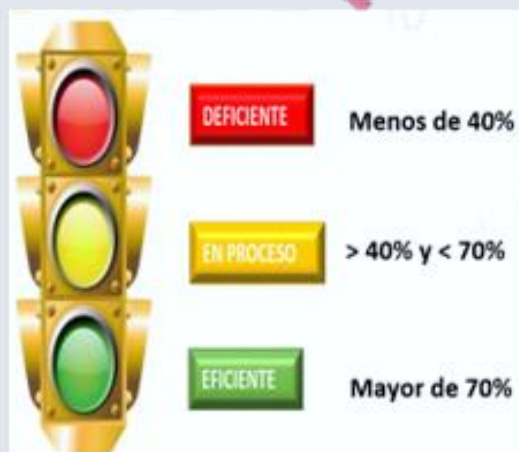 DEFICIENTE Menos de 40%
EN PROCESO > 40% y < 70%
EFICIENTE Mayor de 70%